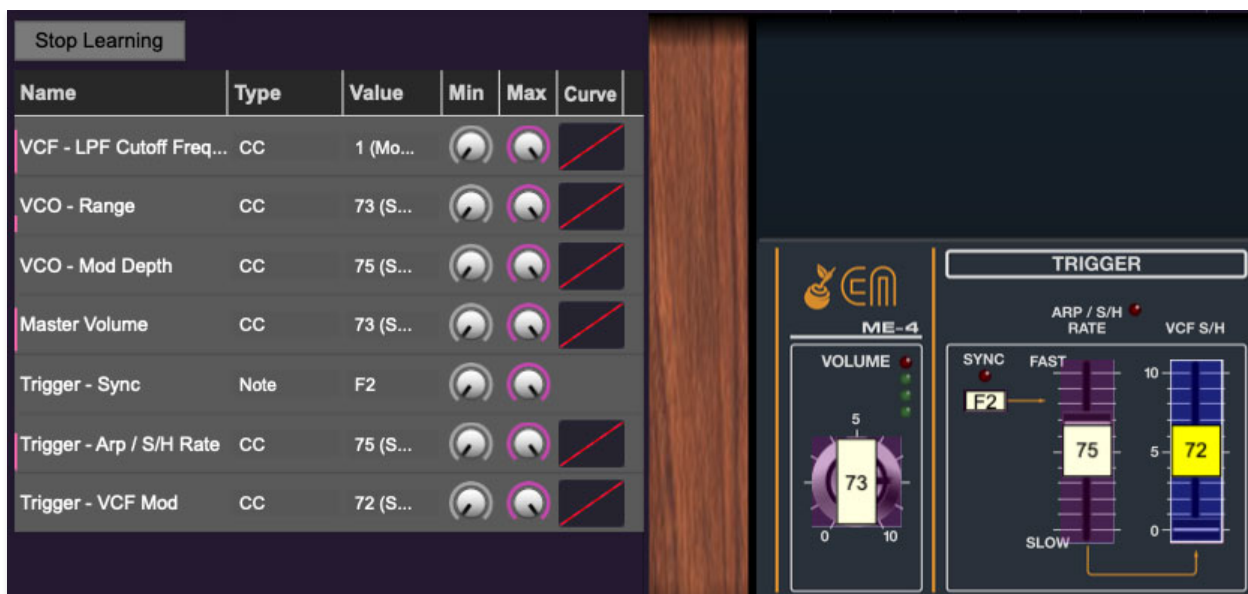 Stop Learning
Name Type Value Min Max Curve
VCF - LPF Cutoff Freq... CC 1 (Mo...
VCO - Range CC 73 (S...
VCO - Mod Depth CC 75 (S...
Master Volume CC 73 (S...
Trigger - Sync Note F2
Trigger - Arp / S/H Rate CC 75 (S...
Trigger - VCF Mod CC 72 (S...
EM
ME-4
VOLUME
5
73
0 10
TRIGGER
ARP / S/H
RATE VCF S/H
SYNC FAST
10
F2
75 5 72
0
SLOW